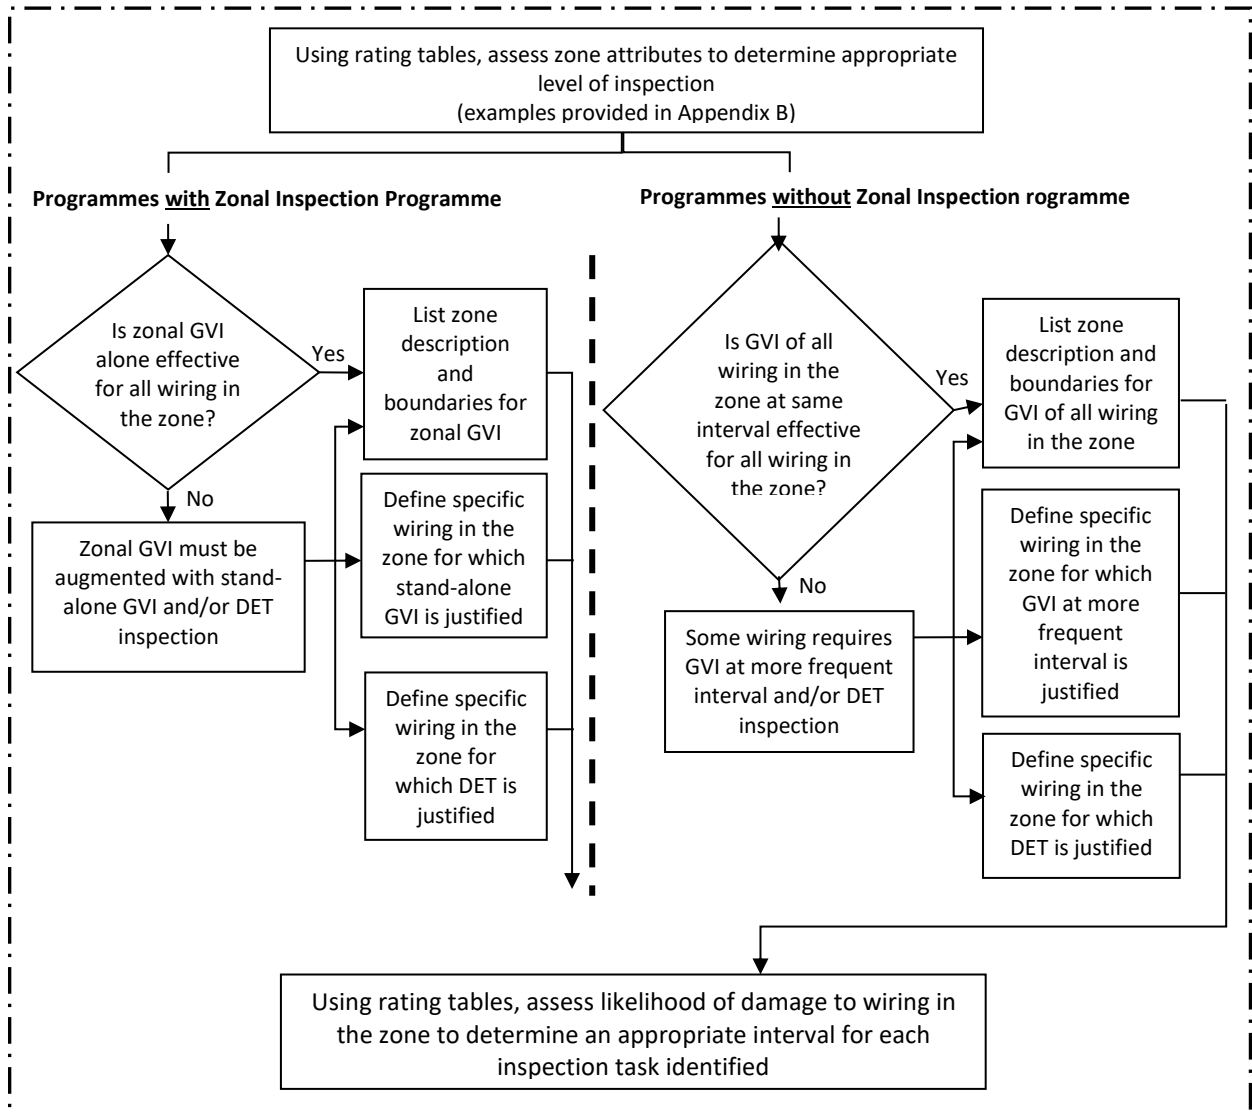 Using rating tables, assess zone attributes to determine appropriate
level of inspection
(examples provided in Appendix B)
Programmes with Zonal Inspection Programme
Programmes without Zonal Inspection rogramme
Is zonal GVI
alone effective
for all wiring in
the zone?
Yes
No
List zone
description
and
boundaries for
zonal GVI
Zonal GVI must be
augmented with stand-
alone GVI and/or DET
inspection
Define specific
wiring in the
zone for which
stand-alone
GVI is justified
Define specific
wiring in the
zone for
which DET is
justified
Is GVI of all
wiring in the
zone at same
interval effective
for all wiring in
the zone?
Yes
No
List zone
description and
boundaries for
GVI of all wiring
in the zone
Some wiring requires
GVI at more frequent
interval and/or DET
inspection
Define specific
wiring in the
zone for which
GVI at more
frequent
interval is
justified
Define specific
wiring in the
zone for which
DET is justified
Using rating tables, assess likelihood of damage to wiring in
the zone to determine an appropriate interval for each
inspection task identified